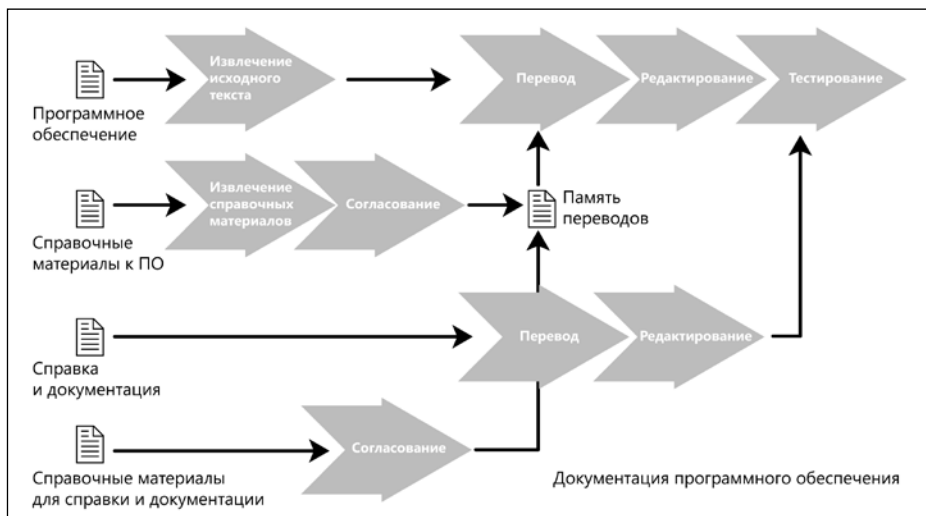 Извлечение
исходного
текста
Перевод
Редактирование
Тестирование
Программное
обеспечение
Извлечение
справочных
материалов
Согласование
Память
переводов
Справочные
материалы к ПО
Перевод
Редактирование
Справка
и документация
Согласование
Справочные материалы
для справки и документации
Документация программного обеспечения